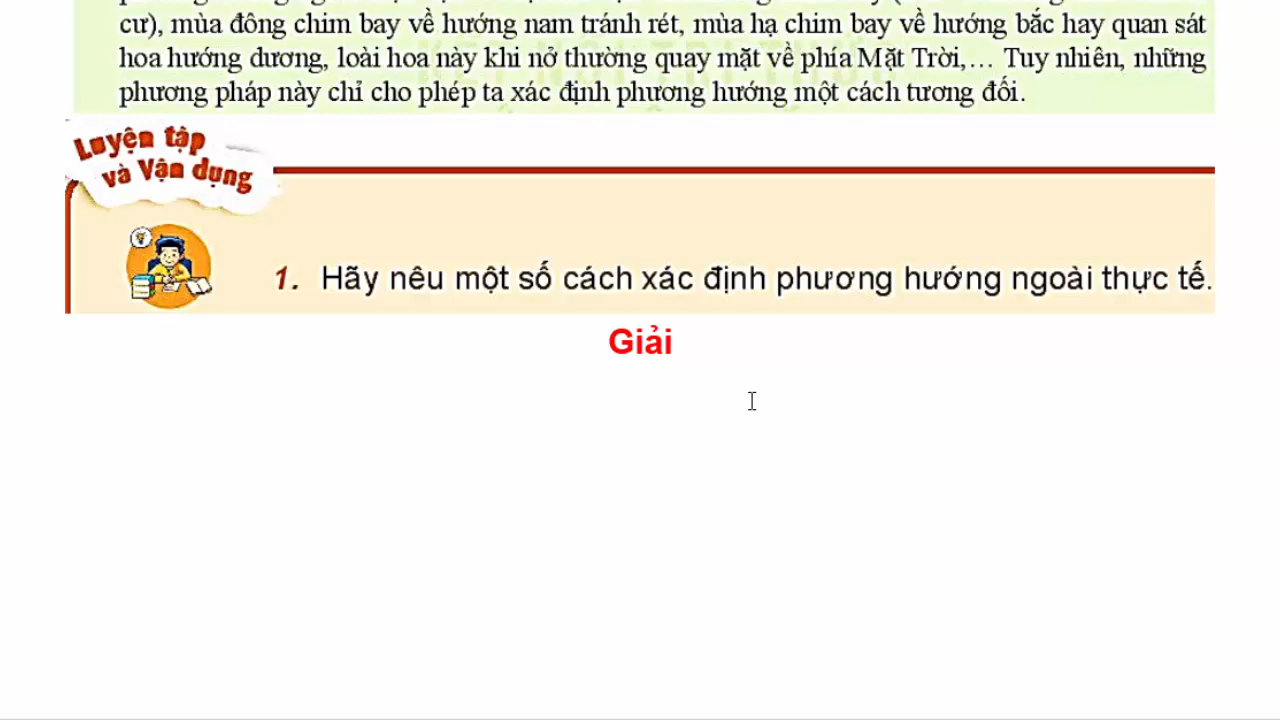 cư), mùa đông chim bay về hướng nam tránh rét, mùa hạ chim bay về hướng bắc hay quan sát
hoa hướng dương, loài hoa này khi nở thường quay mặt về phía Mặt Trời,... Tuy nhiên, những
phương pháp này chỉ cho phép ta xác định phương hướng một cách tương đối.
Luyện tập
và Vận dụng
1. Hãy nêu một số cách xác định phương hướng ngoài thực tế.
Giải